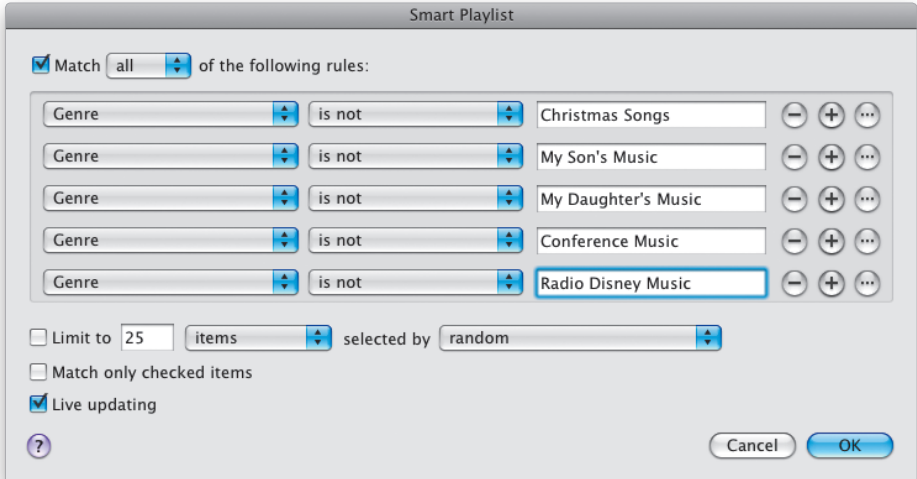 Smart Playlist
Match all of the following rules:
Genre is not Christmas Songs
Genre is not My Son's Music
Genre is not My Daughter's Music
Genre is not Conference Music
Genre is not Radio Disney Music
Limit to 25 items selected by random
Match only checked items
Live updating
? Cancel OK